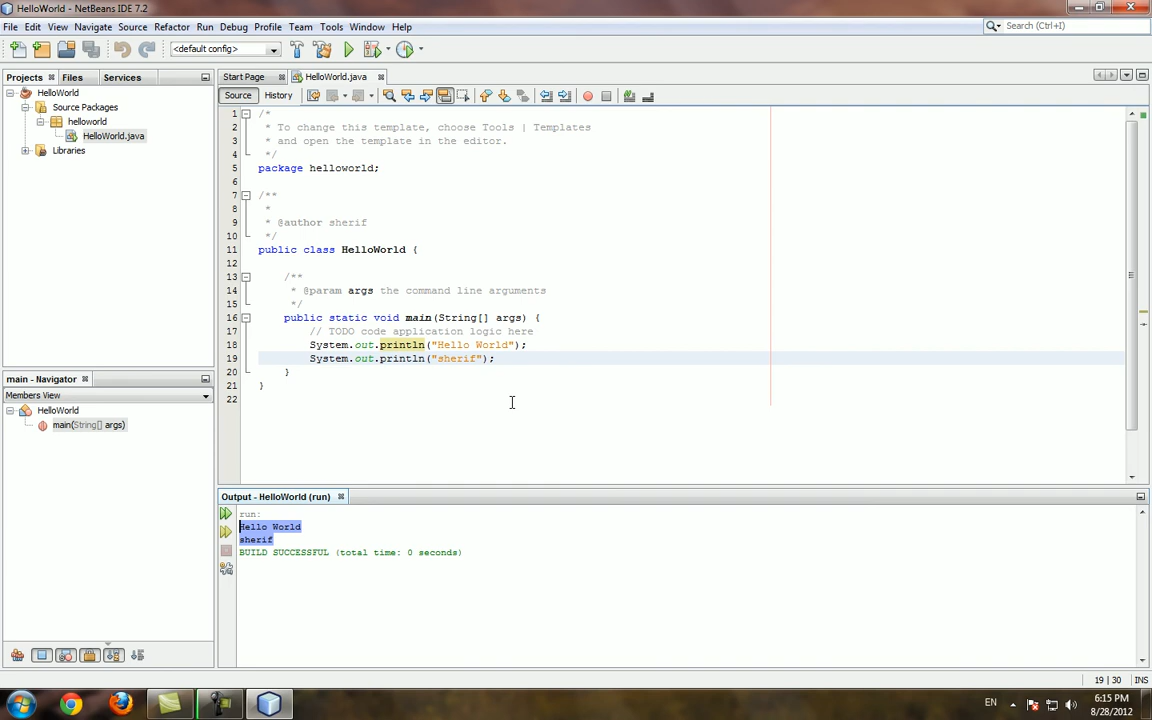 HelloWorld - NetBeans IDE 7.2
File Edit View Navigate Source Refactor Run Debug Profile Team Tools Window Help
Search (Ctrl+I)
<default config>
Projects Files Services
HelloWorld
Source Packages
helloworld
HelloWorld.java
Libraries
Start Page HelloWorld.java
Source History
1 /*
2 * To change this template, choose Tools | Templates
3 * and open the template in the editor.
4 */
5 package helloworld;
6
7 /**
8 *
9 * @author sherif
10 */
11 public class HelloWorld {
12
13 /**
14 * @param args the command line arguments
15 */
16 public static void main(String[] args) {
17 // TODO code application logic here
18 System.out.println("Hello World");
19 System.out.println("sherif");
20 }
21 }
22
main - Navigator
Members View
HelloWorld
main(String[] args)
Output - HelloWorld (run)
run:
Hello World
sherif
BUILD SUCCESSFUL (total time: 0 seconds)
19 | 30 INS
EN
6:15 PM
8/28/2012